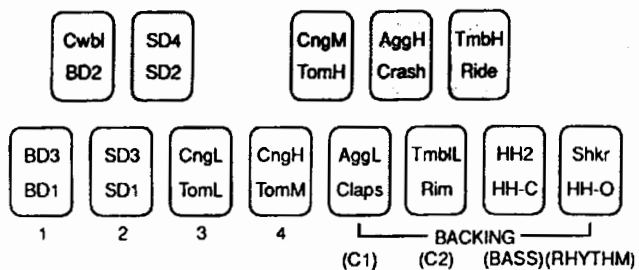 Cwbl SD4 CngM AggH TmbH
BD2 SD2 TomH Crash Ride
BD3 SD3 CngL CngH AggL TmblL HH2 Shkr
BD1 SD1 TomL TomM Claps Rim HH-C HH-O
1 2 3 4 BACKING
(C1) (C2) (BASS)(RHYTHM)